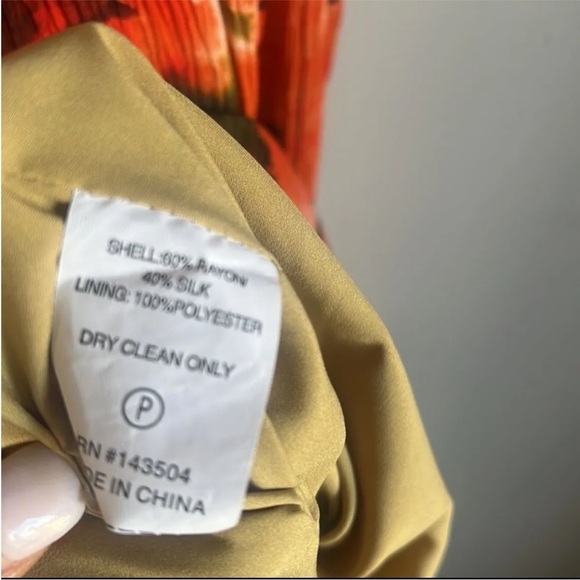 SHELL:60% RAYON
40% SILK
LINING: 100%POLYESTER
DRY CLEAN ONLY
P
RN #143504
DE IN CHINA